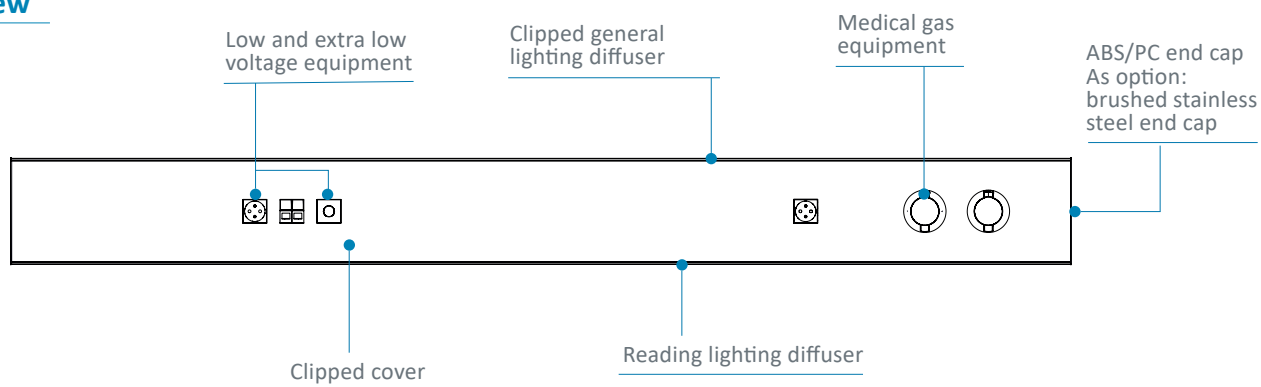 Low and extra low
voltage equipment
Clipped general
lighting diffuser
Medical gas
equipment
ABS/PC end cap
As option:
brushed stainless
steel end cap
Clipped cover
Reading lighting diffuser